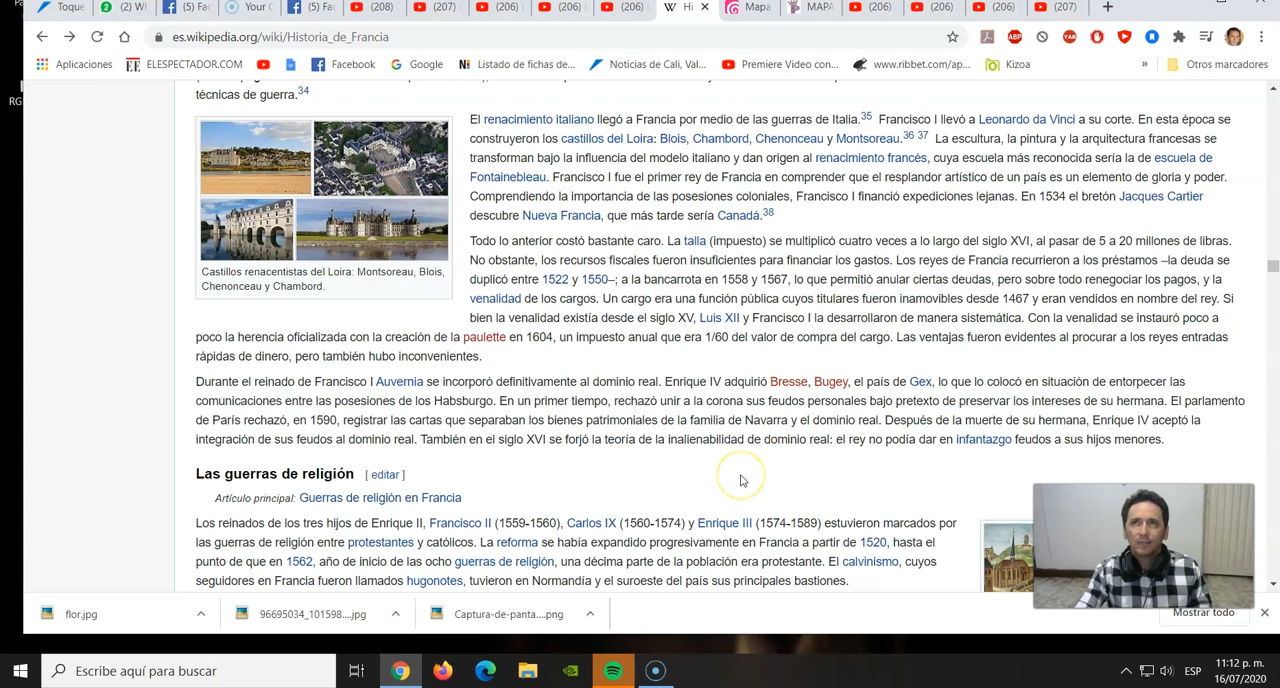 Toque
(2) Wh
(5) Fac
Your C
(5) Fac
(208)
(207) (
(206) (
(206) |
(206) |
Hi
Mapa
MAPA
(206)
(206)
(206)
(207)
es.wikipedia.org/wiki/Historia_de_Francia
Aplicaciones
ELESPECTADOR.COM
Facebook
Google
Listado de fichas de...
Noticias de Cali, Val...
Premiere Video con...
www.ribbet.com/ap...
Kizoa
»
Otros marcadores
RG
técnicas de guerra.34
El renacimiento italiano llegó a Francia por medio de las guerras de Italia.35 Francisco I llevó a Leonardo da Vinci a su corte. En esta época se
construyeron los castillos del Loira: Blois, Chambord, Chenonceau y Montsoreau.36 37 La escultura, la pintura y la arquitectura francesas se
transforman bajo la influencia del modelo italiano y dan origen al renacimiento francés, cuya escuela más reconocida sería la de escuela de
Fontainebleau. Francisco I fue el primer rey de Francia en comprender que el resplandor artístico de un país es un elemento de gloria y poder.
Comprendiendo la importancia de las posesiones coloniales, Francisco I financió expediciones lejanas. En 1534 el bretón Jacques Cartier
descubre Nueva Francia, que más tarde sería Canadá.38
Castillos renacentistas del Loira: Montsoreau, Blois,
Chenonceau y Chambord.
Todo lo anterior costó bastante caro. La talla (impuesto) se multiplicó cuatro veces a lo largo del siglo XVI, al pasar de 5 a 20 millones de libras.
No obstante, los recursos fiscales fueron insuficientes para financiar los gastos. Los reyes de Francia recurrieron a los préstamos –la deuda se
duplicó entre 1522 y 1550–; a la bancarrota en 1558 y 1567, lo que permitió anular ciertas deudas, pero sobre todo renegociar los pagos, y la
venalidad de los cargos. Un cargo era una función pública cuyos titulares fueron inamovibles desde 1467 y eran vendidos en nombre del rey. Si
bien la venalidad existía desde el siglo XV, Luis XII y Francisco I la desarrollaron de manera sistemática. Con la venalidad se instauró poco a
poco la herencia oficializada con la creación de la paulette en 1604, un impuesto anual que era 1/60 del valor de compra del cargo. Las ventajas fueron evidentes al procurar a los reyes entradas
rápidas de dinero, pero también hubo inconvenientes.
Durante el reinado de Francisco I Auvernia se incorporó definitivamente al dominio real. Enrique IV adquirió Bresse, Bugey, el país de Gex, lo que lo colocó en situación de entorpecer las
comunicaciones entre las posesiones de los Habsburgo. En un primer tiempo, rechazó unir a la corona sus feudos personales bajo pretexto de preservar los intereses de su hermana. El parlamento
de París rechazó, en 1590, registrar las cartas que separaban los bienes patrimoniales de la familia de Navarra y el dominio real. Después de la muerte de su hermana, Enrique IV aceptó la
integración de sus feudos al dominio real. También en el siglo XVI se forjó la teoría de la inalienabilidad de dominio real: el rey no podía dar en infantazgo feudos a sus hijos menores.
Las guerras de religión [ editar ]
Artículo principal: Guerras de religión en Francia
Los reinados de los tres hijos de Enrique II, Francisco II (1559-1560), Carlos IX (1560-1574) y Enrique III (1574-1589) estuvieron marcados por
las guerras de religión entre protestantes y católicos. La reforma se había expandido progresivamente en Francia a partir de 1520, hasta el
punto de que en 1562, año de inicio de las ocho guerras de religión, una décima parte de la población era protestante. El calvinismo, cuyos
seguidores en Francia fueron llamados hugonotes, tuvieron en Normandía y el suroeste del país sus principales bastiones.
flor.jpg
96695034_101598....jpg
Captura-de-panta....png
Mostrar todo
Escribe aquí para buscar
ESP
11:12 p. m.
16/07/2020